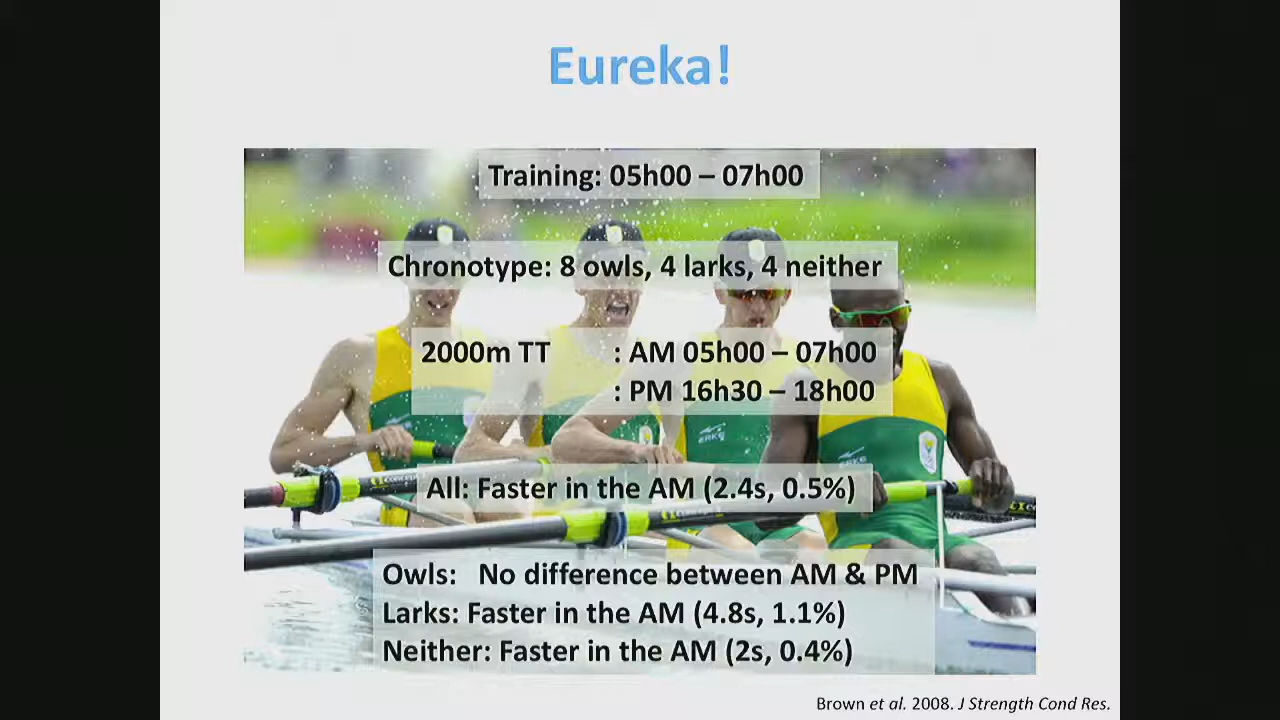 Eureka!
Training: 05h00 – 07h00
Chronotype: 8 owls, 4 larks, 4 neither
2000m TT : AM 05h00 – 07h00
: PM 16h30 – 18h00
ERKE
ERKE
All: Faster in the AM (2.4s, 0.5%)
Owls: No difference between AM & PM
Larks: Faster in the AM (4.8s, 1.1%)
Neither: Faster in the AM (2s, 0.4%)
Brown et al. 2008. J Strength Cond Res.